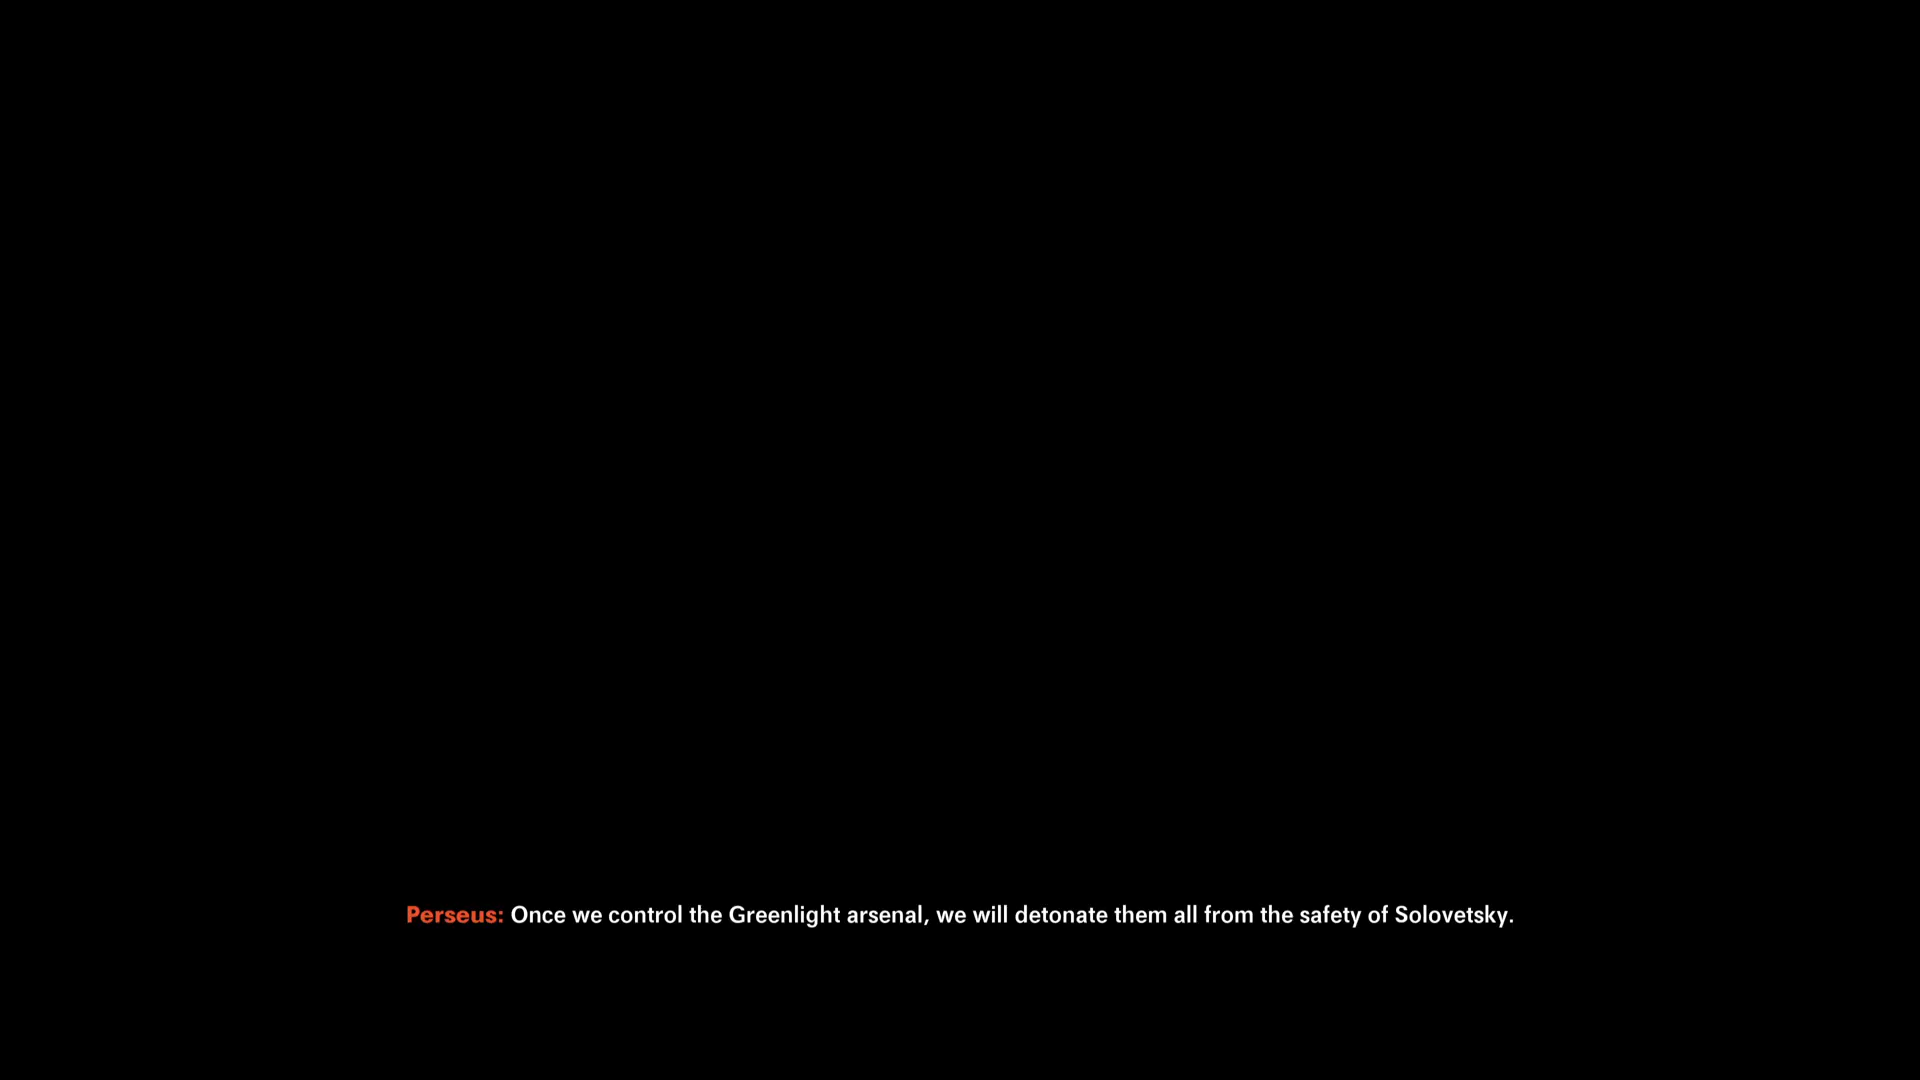 Perseus: Once we control the Greenlight arsenal, we will detonate them all from the safety of Solovetsky.